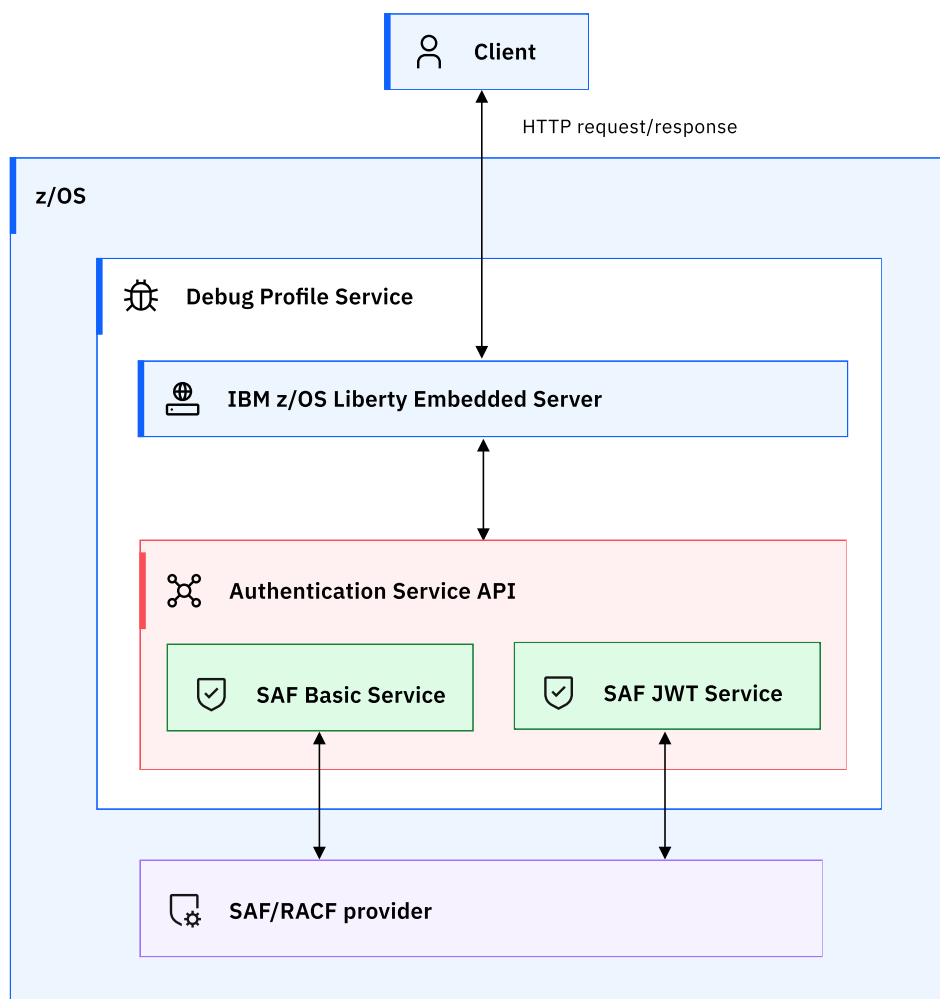 Client
HTTP request/response
z/OS
Debug Profile Service
IBM z/OS Liberty Embedded Server
Authentication Service API
SAF Basic Service
SAF JWT Service
SAF/RACF provider